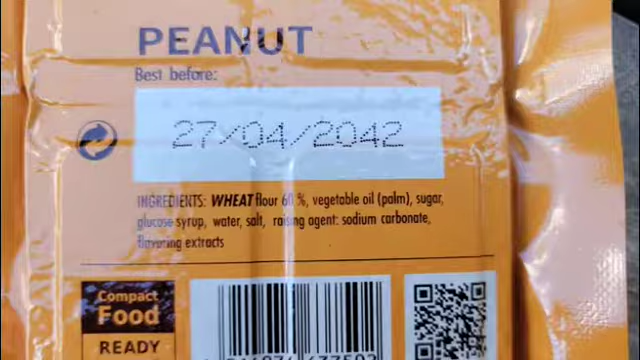 PEANUT
Best before:
27/04/2042
INGREDIENTS: WHEAT flour 60 %, vegetable oil (palm), sugar,
glucose syrup, water, salt, raising agent: sodium carbonate,
flavoring extracts
Compact
Food
READY